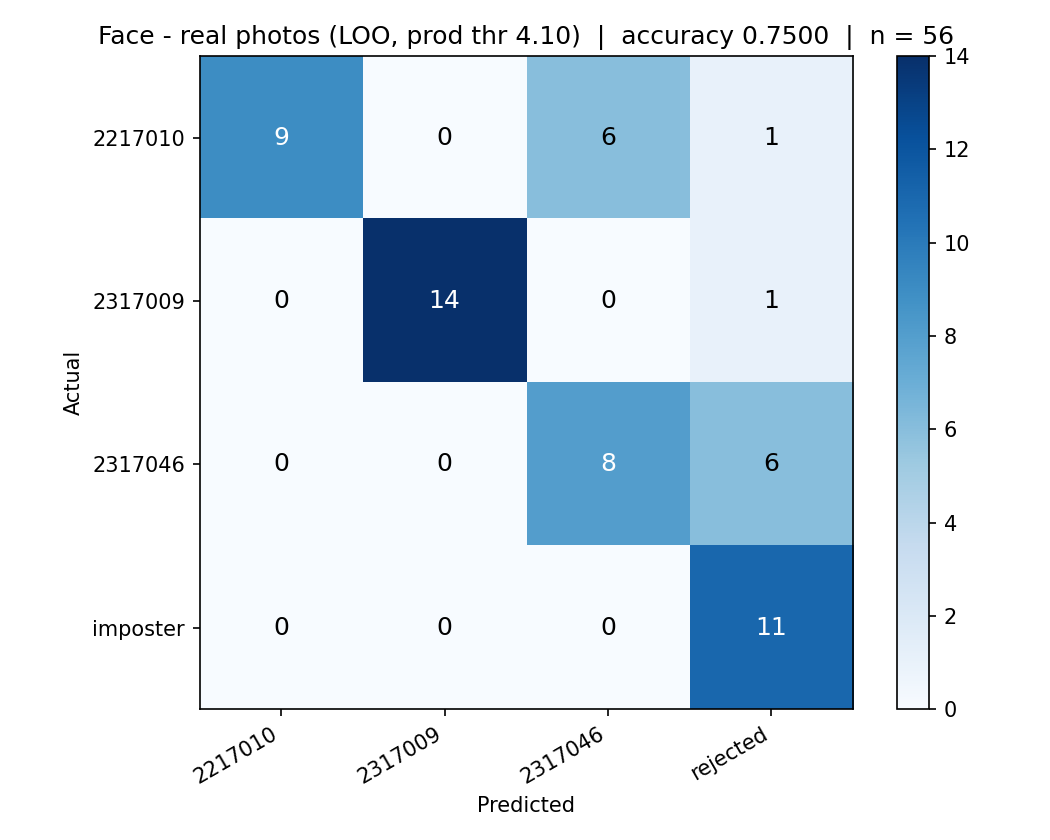 Face - real photos (LOO, prod thr 4.10) | accuracy 0.7500 | n = 56
14
2217010 9 0 6 1
12
10
2317009 0 14 0 1
8
Actual
6
2317046 0 0 8 6
4
2
imposter 0 0 0 11
0
2217010 2317009 2317046 rejected
Predicted